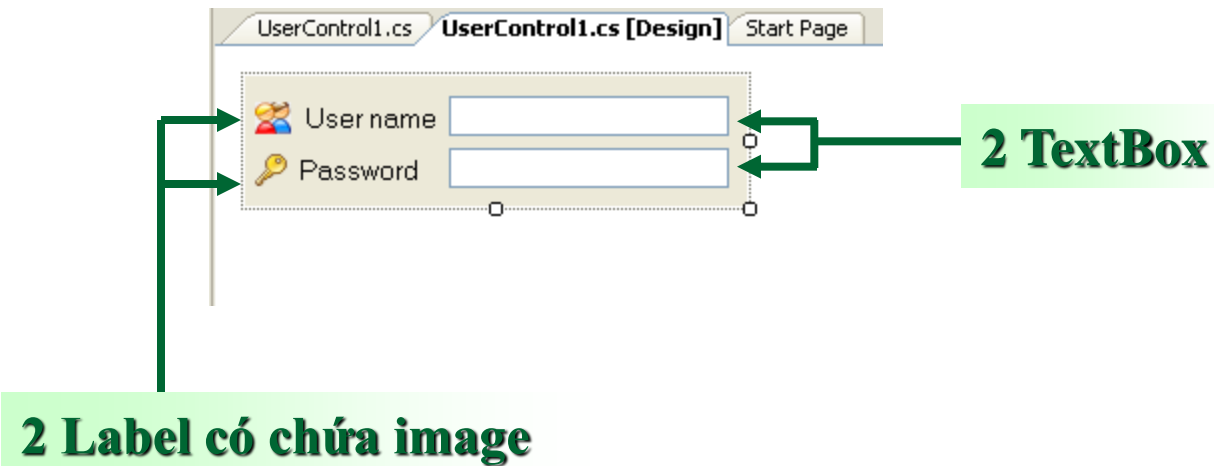 UserControl1.cs UserControl1.cs [Design] Start Page
User name
Password
2 TextBox
2 Label có chứa image